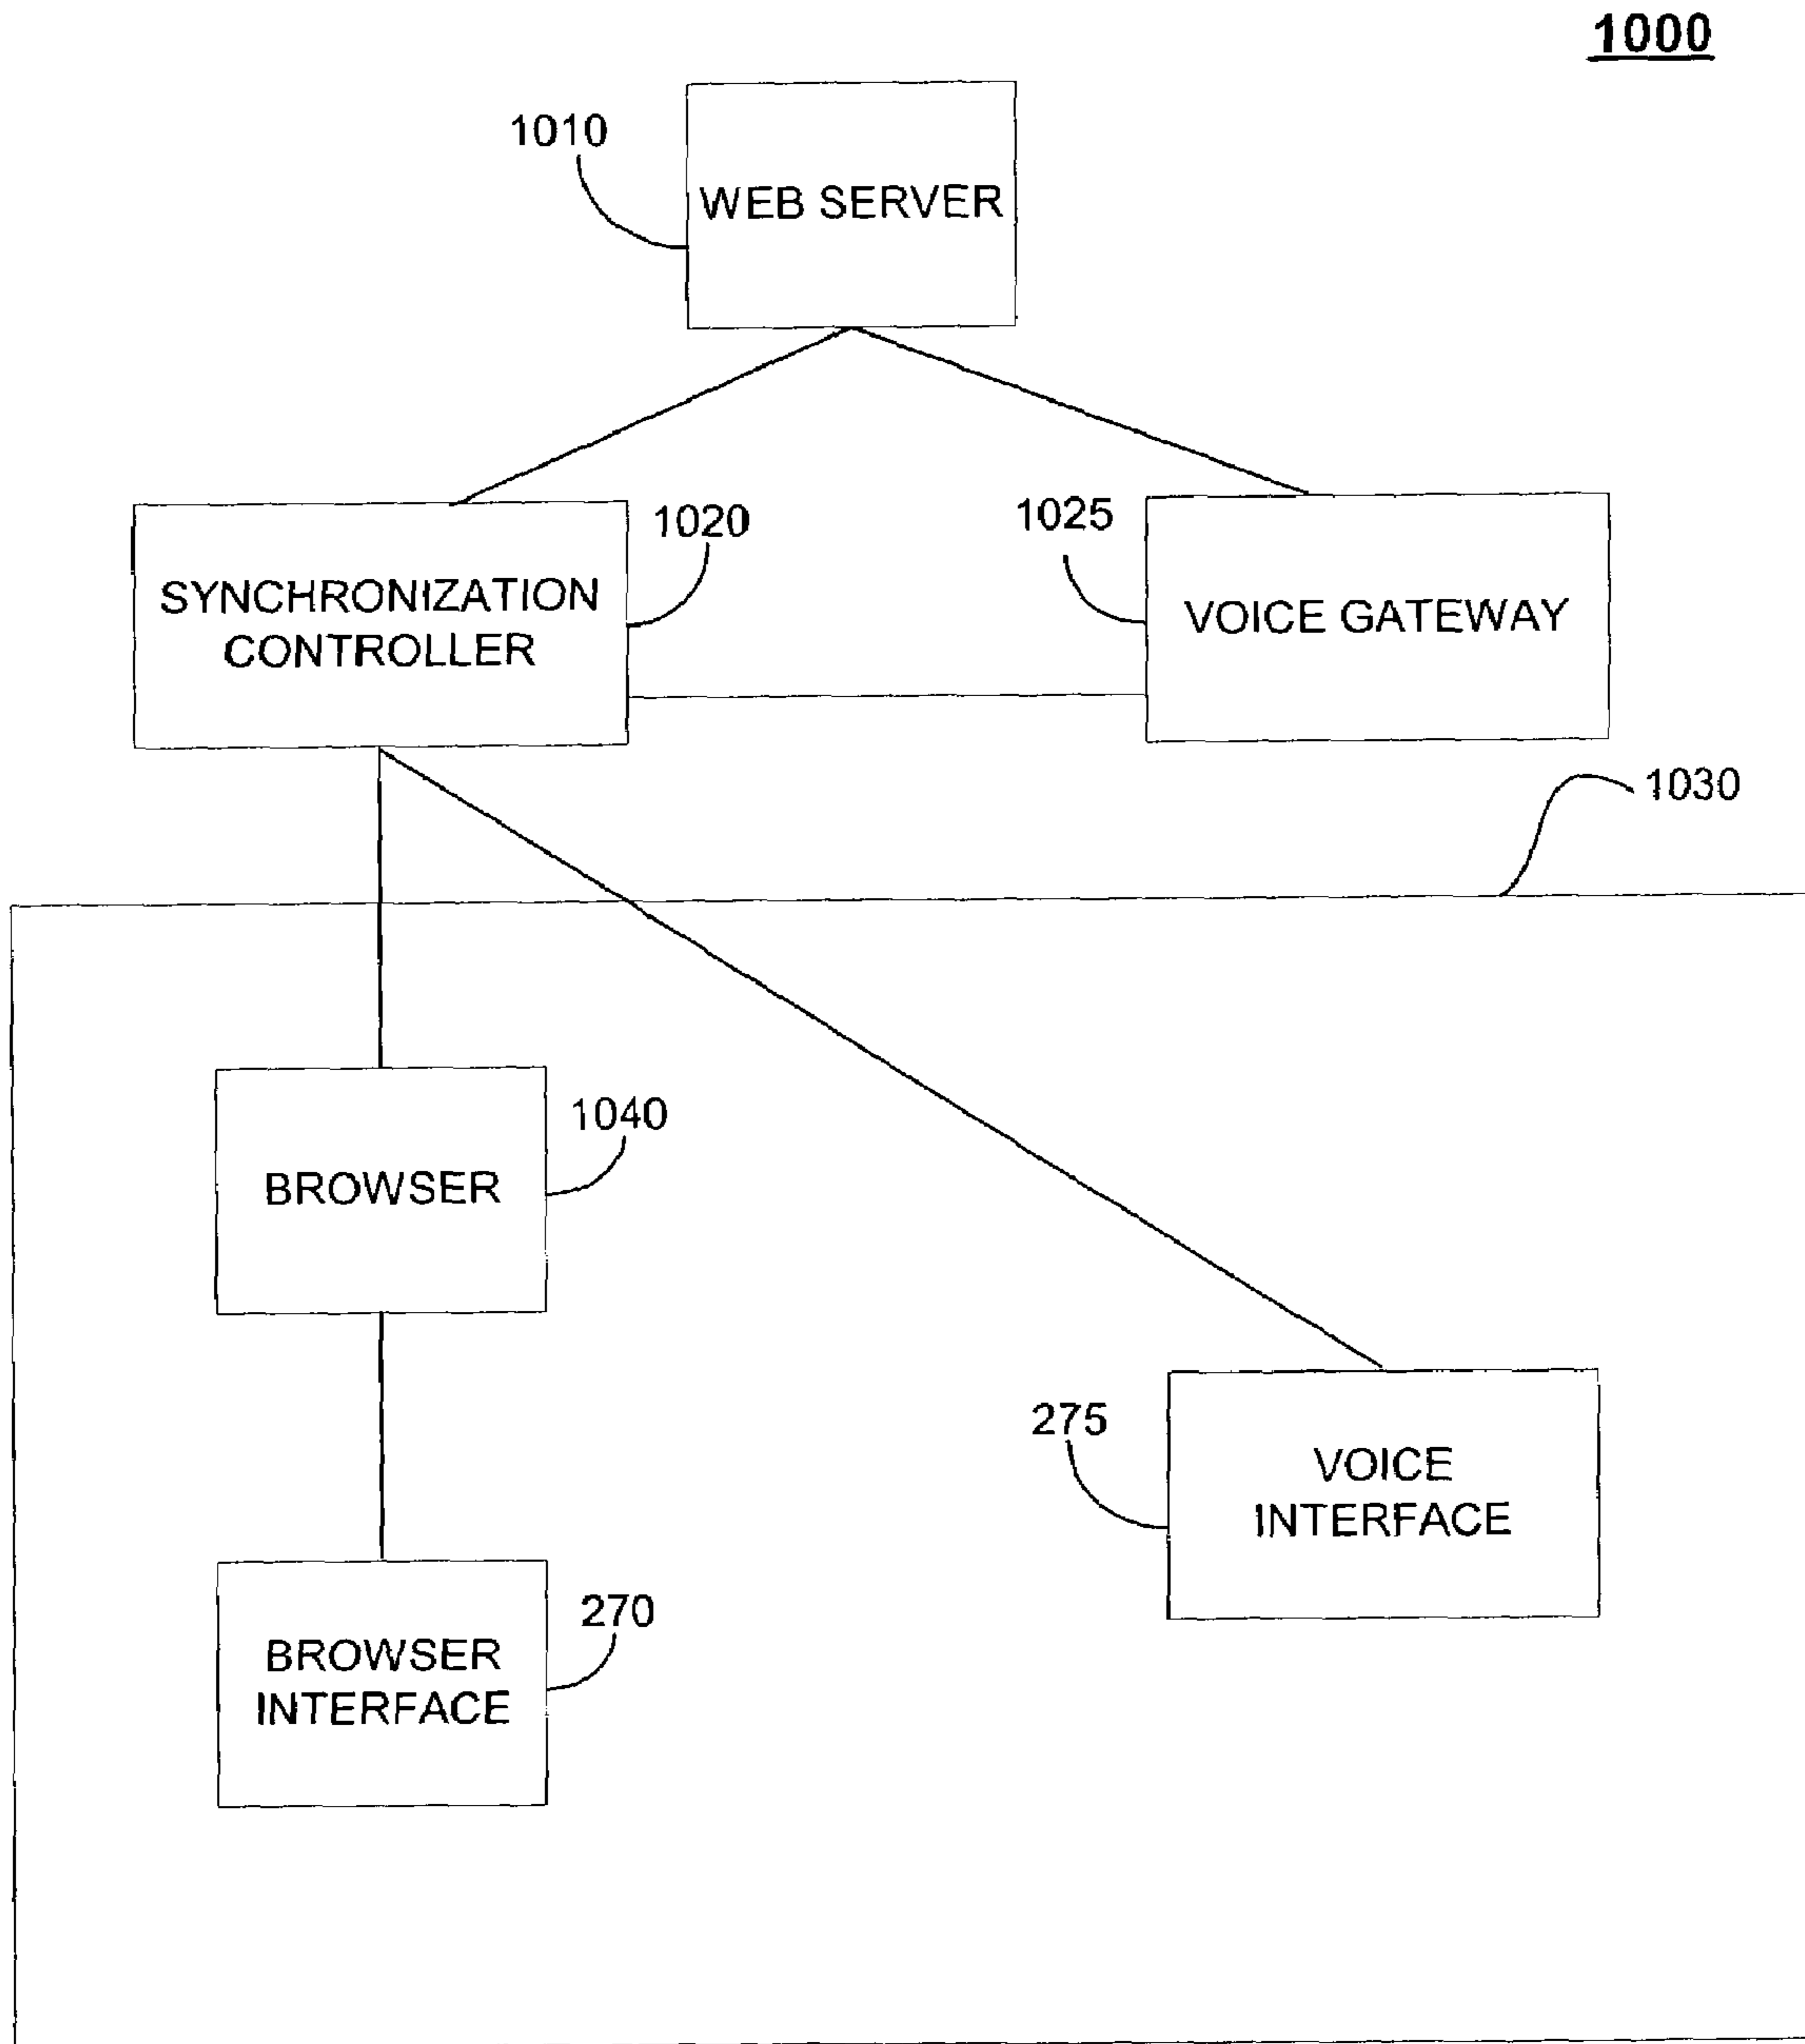 1000
1010
WEB SERVER
1020
1025
SYNCHRONIZATION
CONTROLLER
VOICE GATEWAY
1030
1040
BROWSER
275
VOICE
INTERFACE
270
BROWSER
INTERFACE